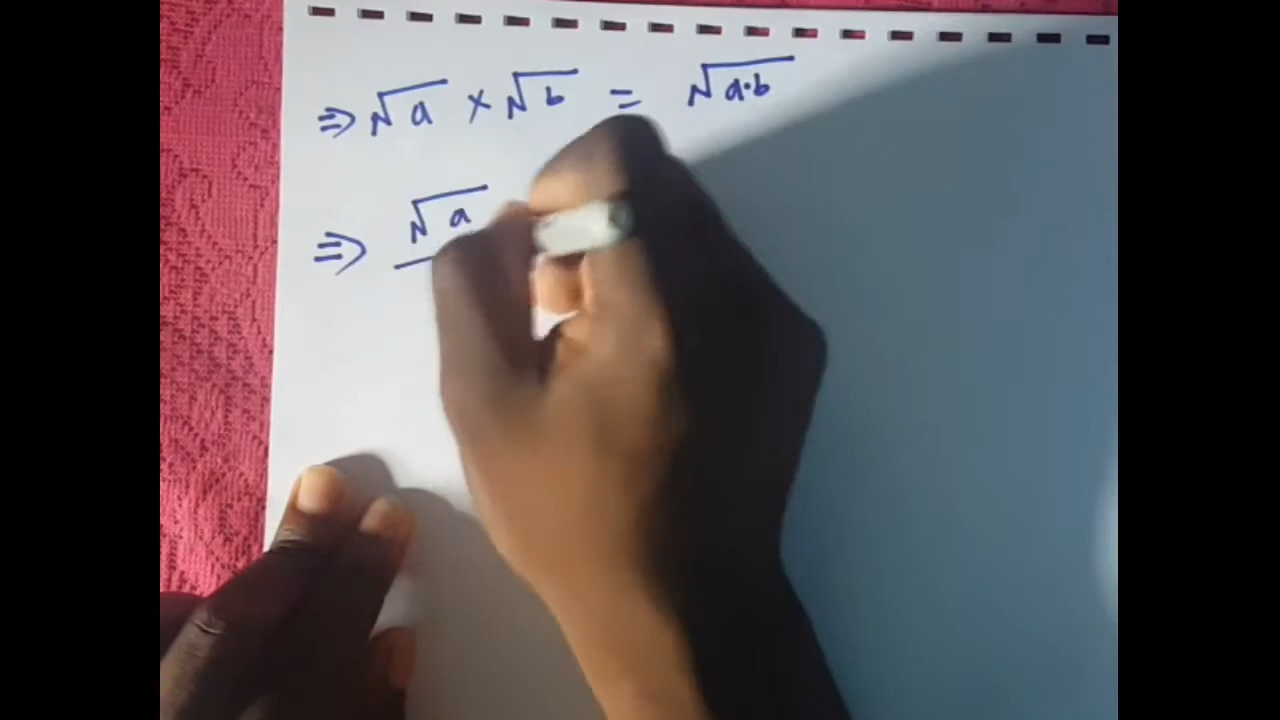 ⇒ √a × √b = √a·b
⇒ √a